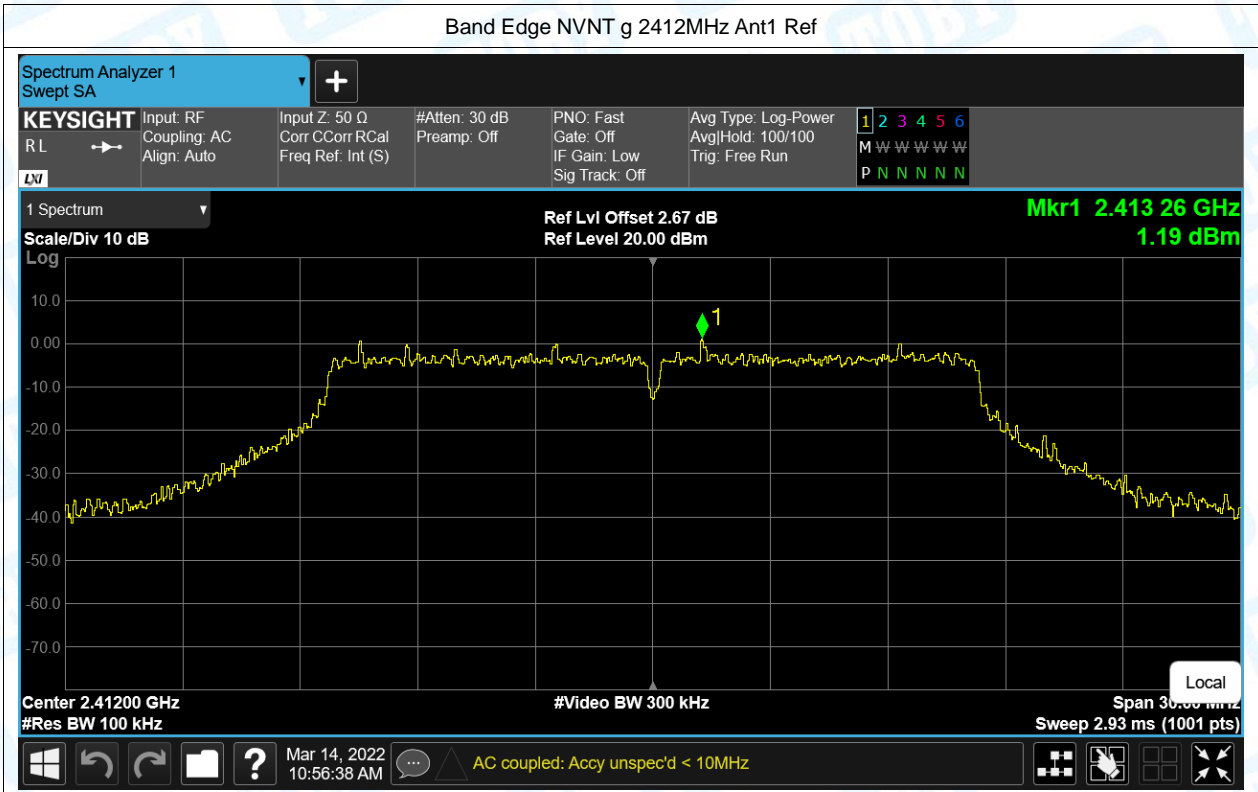 Band Edge NVNT g 2412MHz Ant1 Ref
Spectrum Analyzer 1
Swept SA
KEYSIGHT
RL
LXI
Input: RF
Coupling: AC
Align: Auto
Input Z: 50 Ω
Corr CCorr RCal
Freq Ref: Int (S)
#Atten: 30 dB
Preamp: Off
PNO: Fast
Gate: Off
IF Gain: Low
Sig Track: Off
Avg Type: Log-Power
Avg|Hold: 100/100
Trig: Free Run
1 2 3 4 5 6
M W W W W W W
P N N N N N N
1 Spectrum
Scale/Div 10 dB
Log
Ref Lvl Offset 2.67 dB
Ref Level 20.00 dBm
Mkr1 2.413 26 GHz
1.19 dBm
1
10.0
0.00
-10.0
-20.0
-30.0
-40.0
-50.0
-60.0
-70.0
Local
Center 2.41200 GHz
#Res BW 100 kHz
#Video BW 300 kHz
Span 30.00 MHz
Sweep 2.93 ms (1001 pts)
?
Mar 14, 2022
10:56:38 AM
AC coupled: Accy unspec'd < 10MHz